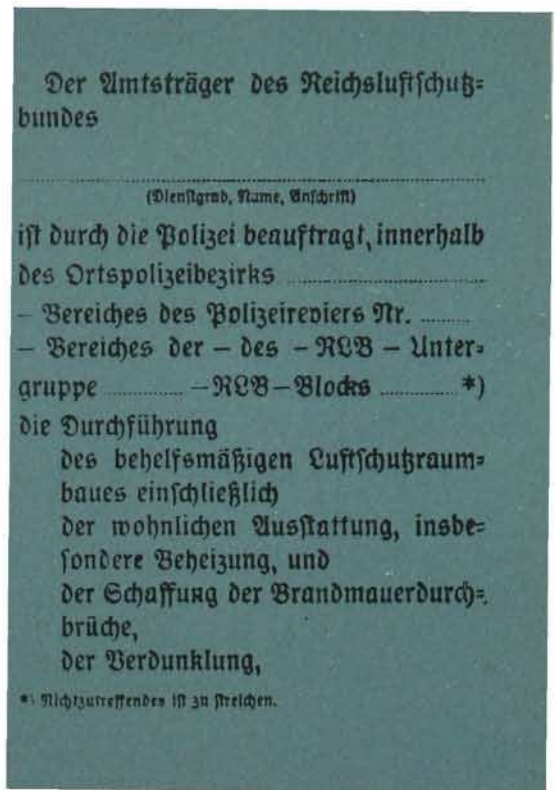 Der Amtsträger des Reichsluftschutz=
bundes
(Dienstgrad, Name, Anschrift)
ist durch die Polizei beauftragt, innerhalb
des Ortspolizeibezirks ....................
– Bereiches des Polizeireviers Nr. .........
– Bereiches der – des – RLB – Unter=
gruppe ............ – RLB – Blocks ............ *)
die Durchführung
des behelfsmäßigen Luftschutzraum=
baues einschließlich
der wohnlichen Ausstattung, insbe=
sondere Beheizung, und
der Schaffung der Brandmauerdurch=
brüche,
der Verdunklung,
*) Nichtzutreffendes ist zu streichen.